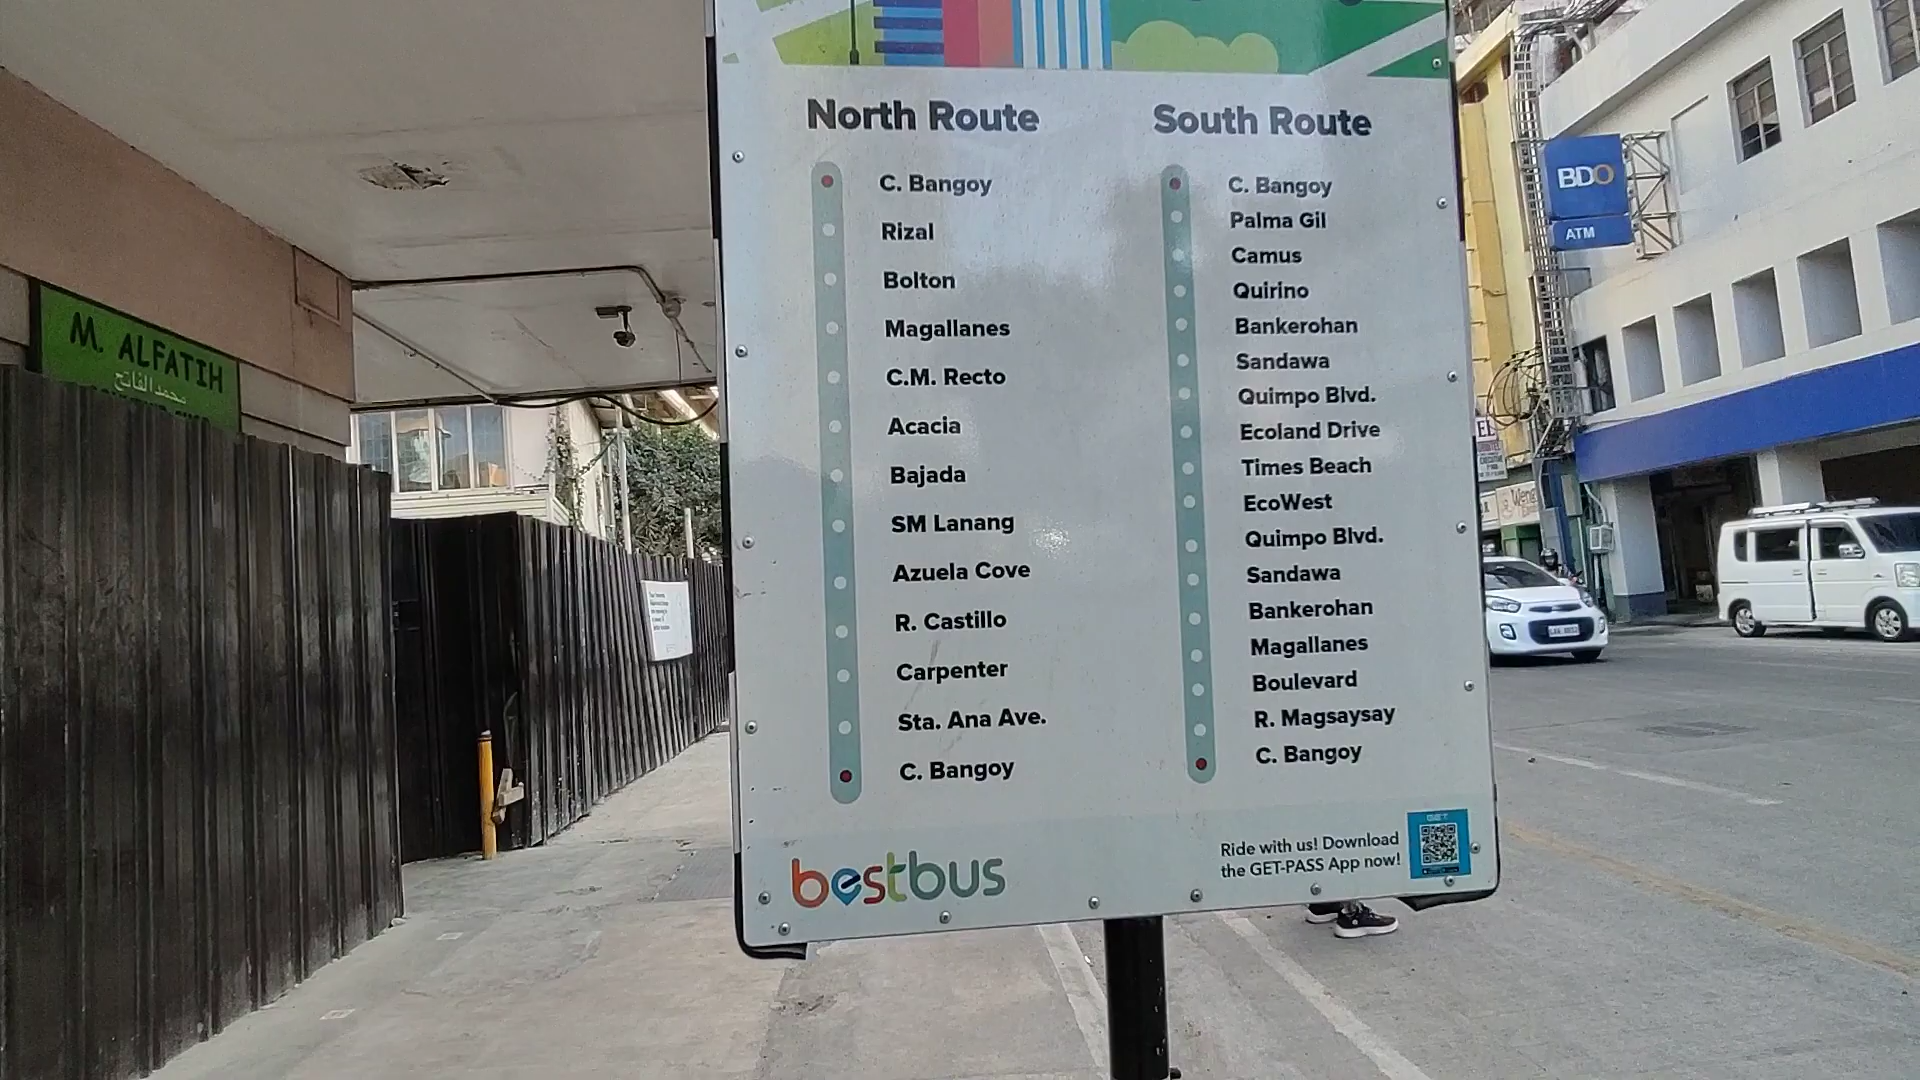 North Route
C. Bangoy
Rizal
Bolton
Magallanes
C.M. Recto
Acacia
Bajada
SM Lanang
Azuela Cove
R. Castillo
Carpenter
Sta. Ana Ave.
C. Bangoy
South Route
C. Bangoy
Palma Gil
Camus
Quirino
Bankerohan
Sandawa
Quimpo Blvd.
Ecoland Drive
Times Beach
EcoWest
Quimpo Blvd.
Sandawa
Bankerohan
Magallanes
Boulevard
R. Magsaysay
C. Bangoy
bestbus
Ride with us! Download
the GET-PASS App now!
GET
M. ALFATIH
محمد الفاتح
BDO
ATM